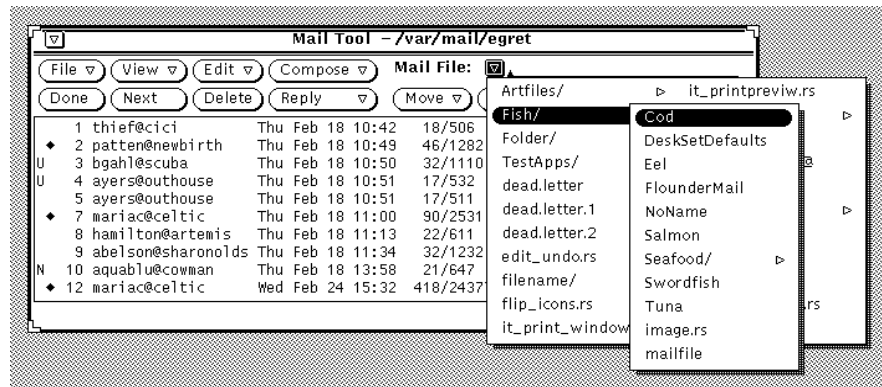 Mail Tool – /var/mail/egret
File View Edit Compose Mail File:
Done Next Delete Reply Move
1 thief@cici Thu Feb 18 10:42 18/506
2 patten@newbirth Thu Feb 18 10:49 46/1282
U 3 bgahl@scuba Thu Feb 18 10:50 32/1110
U 4 ayers@outhouse Thu Feb 18 10:51 17/532
5 ayers@outhouse Thu Feb 18 10:51 17/511
7 mariac@celtic Thu Feb 18 11:00 90/2531
8 hamilton@artemis Thu Feb 18 11:13 22/611
9 abelson@sharonolds Thu Feb 18 11:34 32/1232
N 10 aquablu@cowman Thu Feb 18 13:58 21/647
12 mariac@celtic Wed Feb 24 15:32 418/2437
Artfiles/ it_printpreviw.rs
Fish/
Folder/
TestApps/
dead.letter
dead.letter.1
dead.letter.2
edit_undo.rs
filename/
flip_icons.rs .rs
it_print_window
Cod
DeskSetDefaults
Eel
FlounderMail
NoName
Salmon
Seafood/
Swordfish
Tuna
image.rs
mailfile